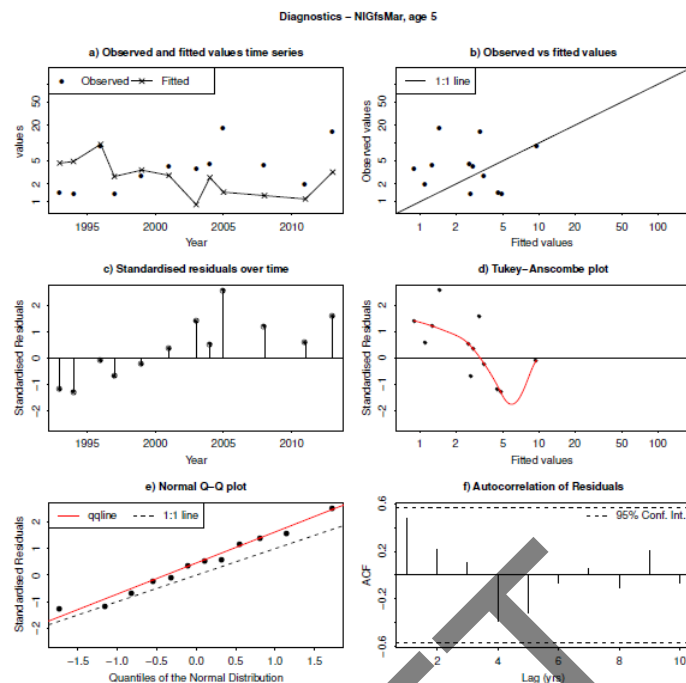 Diagnostics – NIGfsMar, age 5
a) Observed and fitted values time series
Observed Fitted
values
1 2 5 20 50
1995 2000 2005 2010
Year
b) Observed vs fitted values
1:1 line
Observed values
1 2 5 20 50
1 2 5 10 20 50 100
Fitted values
c) Standardised residuals over time
Standardised Residuals
−2 −1 0 1 2
1995 2000 2005 2010
Year
d) Tukey−Anscombe plot
Standardised Residuals
−2 −1 0 1 2
1 2 5 10 20 50 100
Fitted values
e) Normal Q−Q plot
qqline 1:1 line
Standardised Residuals
−2 −1 0 1 2
−1.5 −1.0 −0.5 0.0 0.5 1.0 1.5
Quantiles of the Normal Distribution
f) Autocorrelation of Residuals
95% Conf. Int.
ACF
−0.6 −0.2 0.2 0.6
2 4 6 8 10
Lag (yrs)